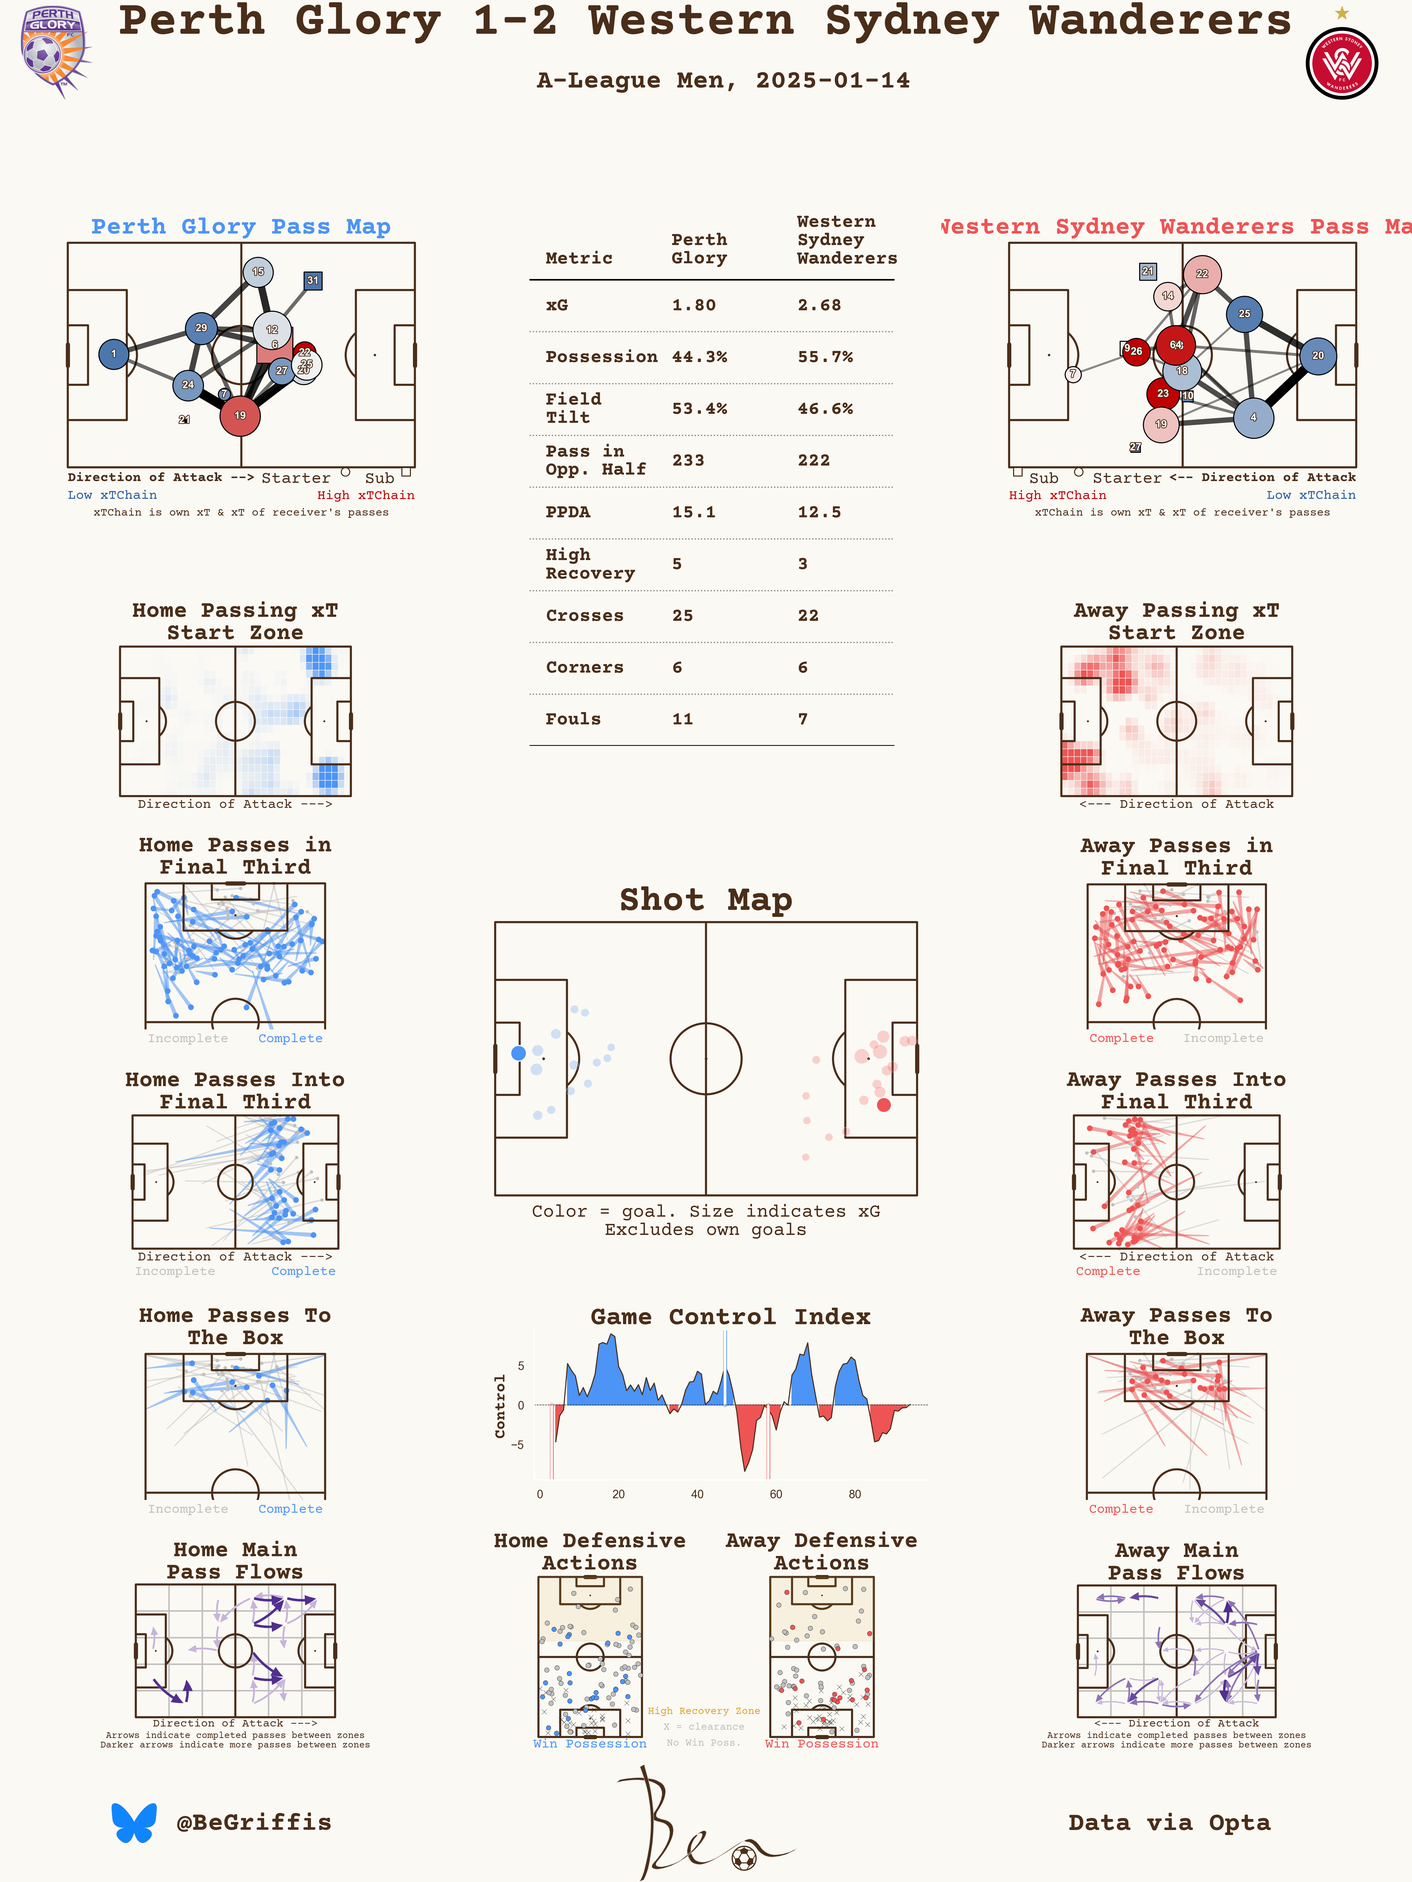 Perth Glory 1-2 Western Sydney Wanderers
A-League Men, 2025-01-14
PERTH
GLORY
FC
WESTERN SYDNEY
WANDERERS
Perth Glory Pass Map
15
31
29
12
6
1
22
25
27
24
7
19
21
Direction of Attack --> Starter Sub
Low xTChain High xTChain
xTChain is own xT & xT of receiver's passes
Metric Perth Glory Western Sydney Wanderers
xG 1.80 2.68
Possession 44.3% 55.7%
Field Tilt 53.4% 46.6%
Pass in Opp. Half 233 222
PPDA 15.1 12.5
High Recovery 5 3
Crosses 25 22
Corners 6 6
Fouls 11 7
Western Sydney Wanderers Pass Ma
21
22
14
25
9
26
64
20
7
18
23
10
19
4
27
Sub Starter <-- Direction of Attack
High xTChain Low xTChain
xTChain is own xT & xT of receiver's passes
Home Passing xT
Start Zone
Direction of Attack --->
Away Passing xT
Start Zone
<--- Direction of Attack
Home Passes in
Final Third
Incomplete Complete
Away Passes in
Final Third
Complete Incomplete
Shot Map
Color = goal. Size indicates xG
Excludes own goals
Home Passes Into
Final Third
Direction of Attack --->
Incomplete Complete
Away Passes Into
Final Third
<--- Direction of Attack
Complete Incomplete
Home Passes To
The Box
Incomplete Complete
Game Control Index
Control
5
0
−5
0 20 40 60 80
Away Passes To
The Box
Complete Incomplete
Home Main
Pass Flows
Direction of Attack --->
Arrows indicate completed passes between zones
Darker arrows indicate more passes between zones
Home Defensive
Actions
Win Possession
High Recovery Zone
X = clearance
No Win Poss.
Away Defensive
Actions
Win Possession
Away Main
Pass Flows
<--- Direction of Attack
Arrows indicate completed passes between zones
Darker arrows indicate more passes between zones
@BeGriffis
Ben
Data via Opta